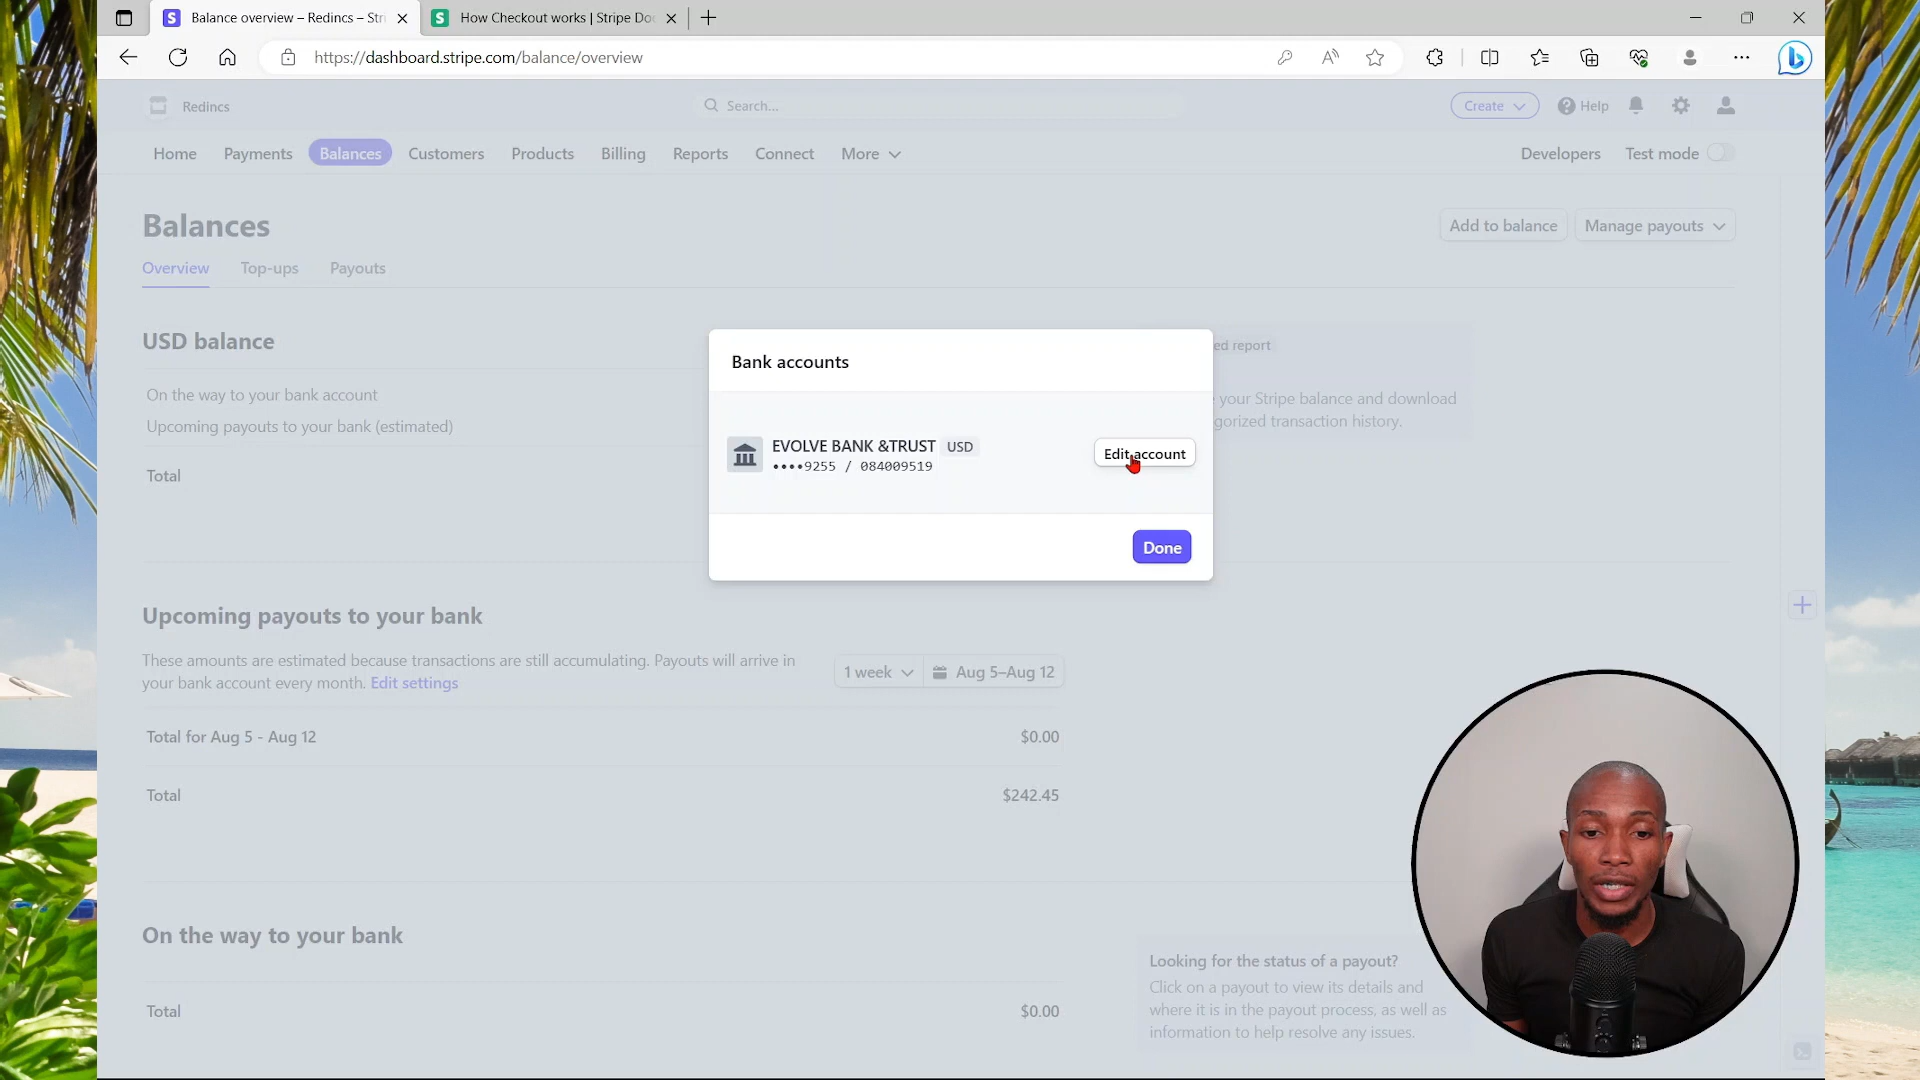 Balance overview – Redincs – Stri
How Checkout works | Stripe Doc
https://dashboard.stripe.com/balance/overview
Redincs
Search...
Create
Help
Home
Payments
Balances
Customers
Products
Billing
Reports
Connect
More
Developers
Test mode
Balances
Add to balance
Manage payouts
Overview
Top-ups
Payouts
USD balance
On the way to your bank account
Upcoming payouts to your bank (estimated)
Total
ed report
your Stripe balance and download
gorized transaction history.
Bank accounts
EVOLVE BANK &TRUST USD
••••9255 / 084009519
Edit account
Done
Upcoming payouts to your bank
These amounts are estimated because transactions are still accumulating. Payouts will arrive in
your bank account every month. Edit settings
1 week
Aug 5–Aug 12
Total for Aug 5 - Aug 12
$0.00
Total
$242.45
On the way to your bank
Total
$0.00
Looking for the status of a payout?
Click on a payout to view its details and
where it is in the payout process, as well as
information to help resolve any issues.